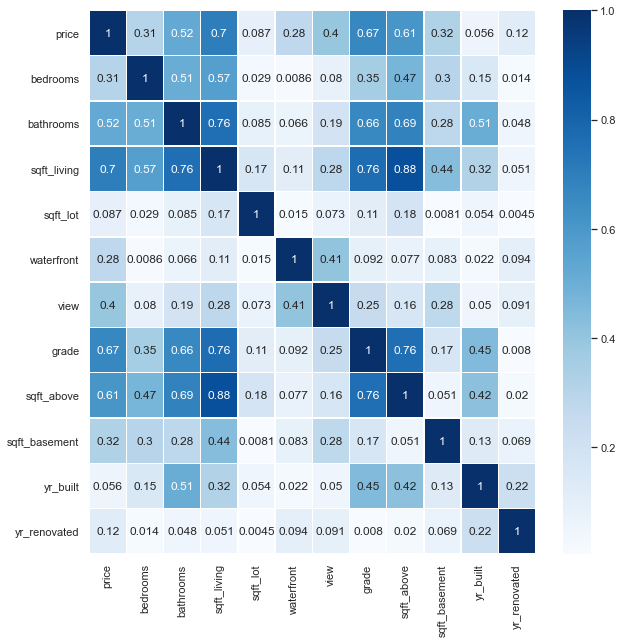 price 1 0.31 0.52 0.7 0.087 0.28 0.4 0.67 0.61 0.32 0.056 0.12
bedrooms 0.31 1 0.51 0.57 0.029 0.0086 0.08 0.35 0.47 0.3 0.15 0.014
bathrooms 0.52 0.51 1 0.76 0.085 0.066 0.19 0.66 0.69 0.28 0.51 0.048
sqft_living 0.7 0.57 0.76 1 0.17 0.11 0.28 0.76 0.88 0.44 0.32 0.051
sqft_lot 0.087 0.029 0.085 0.17 1 0.015 0.073 0.11 0.18 0.0081 0.054 0.0045
waterfront 0.28 0.0086 0.066 0.11 0.015 1 0.41 0.092 0.077 0.083 0.022 0.094
view 0.4 0.08 0.19 0.28 0.073 0.41 1 0.25 0.16 0.28 0.05 0.091
grade 0.67 0.35 0.66 0.76 0.11 0.092 0.25 1 0.76 0.17 0.45 0.008
sqft_above 0.61 0.47 0.69 0.88 0.18 0.077 0.16 0.76 1 0.051 0.42 0.02
sqft_basement 0.32 0.3 0.28 0.44 0.0081 0.083 0.28 0.17 0.051 1 0.13 0.069
yr_built 0.056 0.15 0.51 0.32 0.054 0.022 0.05 0.45 0.42 0.13 1 0.22
yr_renovated 0.12 0.014 0.048 0.051 0.0045 0.094 0.091 0.008 0.02 0.069 0.22 1
price bedrooms bathrooms sqft_living sqft_lot waterfront view grade sqft_above sqft_basement yr_built yr_renovated
1.0
0.8
0.6
0.4
0.2